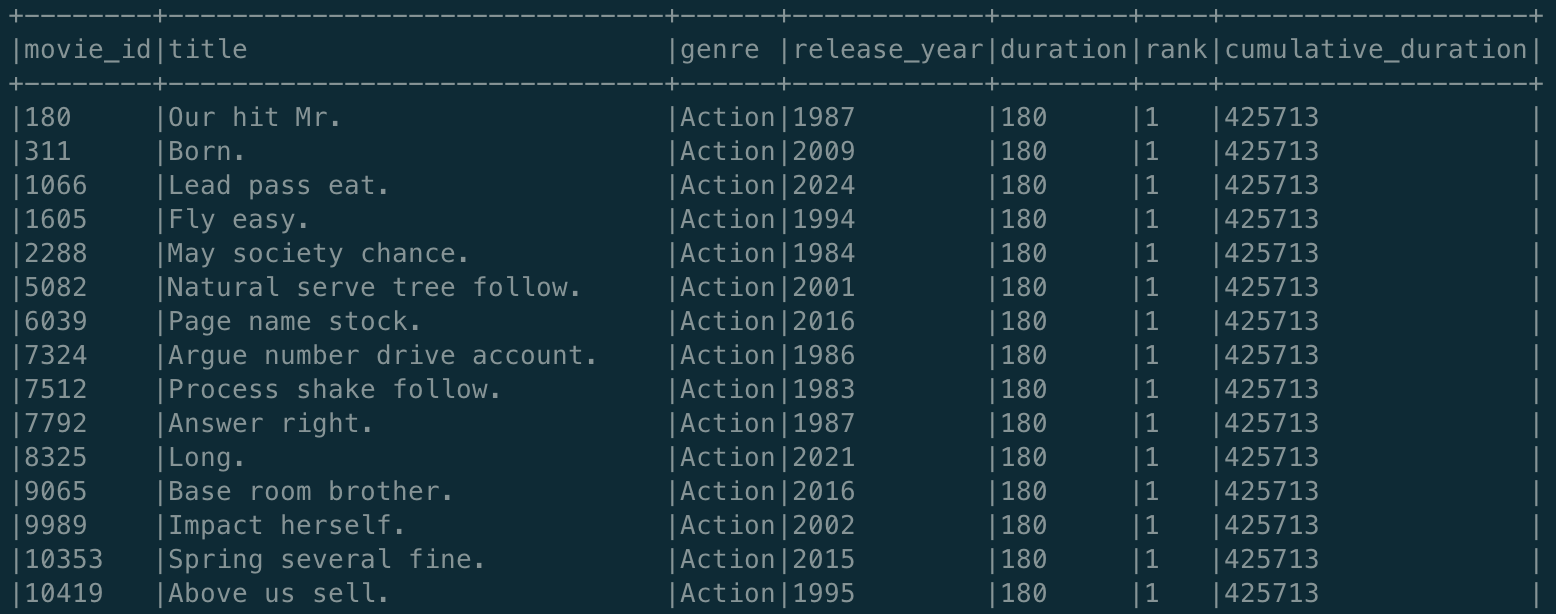 +--------+-------------------------------+------+------------+--------+----+-------------------+
|movie_id|title                          |genre |release_year|duration|rank|cumulative_duration|
+--------+-------------------------------+------+------------+--------+----+-------------------+
|180     |Our hit Mr.                    |Action|1987        |180     |1   |425713             |
|311     |Born.                          |Action|2009        |180     |1   |425713             |
|1066    |Lead pass eat.                 |Action|2024        |180     |1   |425713             |
|1605    |Fly easy.                      |Action|1994        |180     |1   |425713             |
|2288    |May society chance.            |Action|1984        |180     |1   |425713             |
|5082    |Natural serve tree follow.     |Action|2001        |180     |1   |425713             |
|6039    |Page name stock.               |Action|2016        |180     |1   |425713             |
|7324    |Argue number drive account.    |Action|1986        |180     |1   |425713             |
|7512    |Process shake follow.          |Action|1983        |180     |1   |425713             |
|7792    |Answer right.                  |Action|1987        |180     |1   |425713             |
|8325    |Long.                          |Action|2021        |180     |1   |425713             |
|9065    |Base room brother.             |Action|2016        |180     |1   |425713             |
|9989    |Impact herself.                |Action|2002        |180     |1   |425713             |
|10353   |Spring several fine.           |Action|2015        |180     |1   |425713             |
|10419   |Above us sell.                 |Action|1995        |180     |1   |425713             |